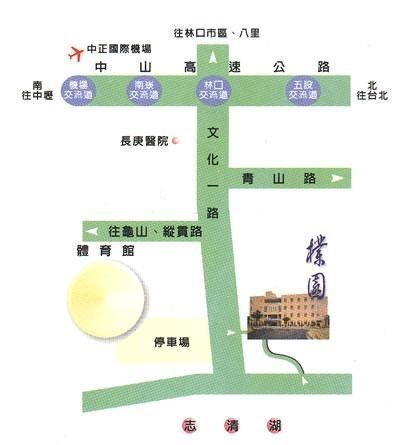 往林口市區、八里
中正國際機場
中山高速公路
南
往中壢
機場
交流道
南崁
交流道
林口
交流道
五股
交流道
北
往台北
長庚醫院
文化一路
青山路
往龜山、縱貫路
體育館
樸園
停車場
志清湖